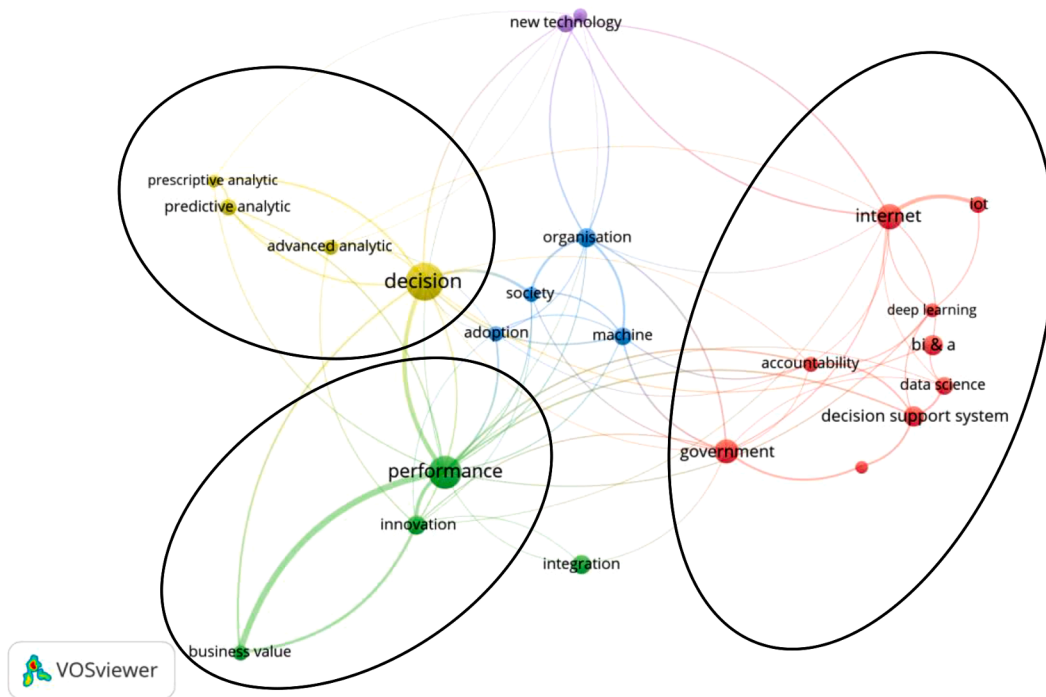 new technology
prescriptive analytic
predictive analytic
internet
iot
organisation
advanced analytic
decision
society
deep learning
adoption
machine
bi & a
accountability
data science
decision support system
government
performance
innovation
integration
business value
VOSviewer